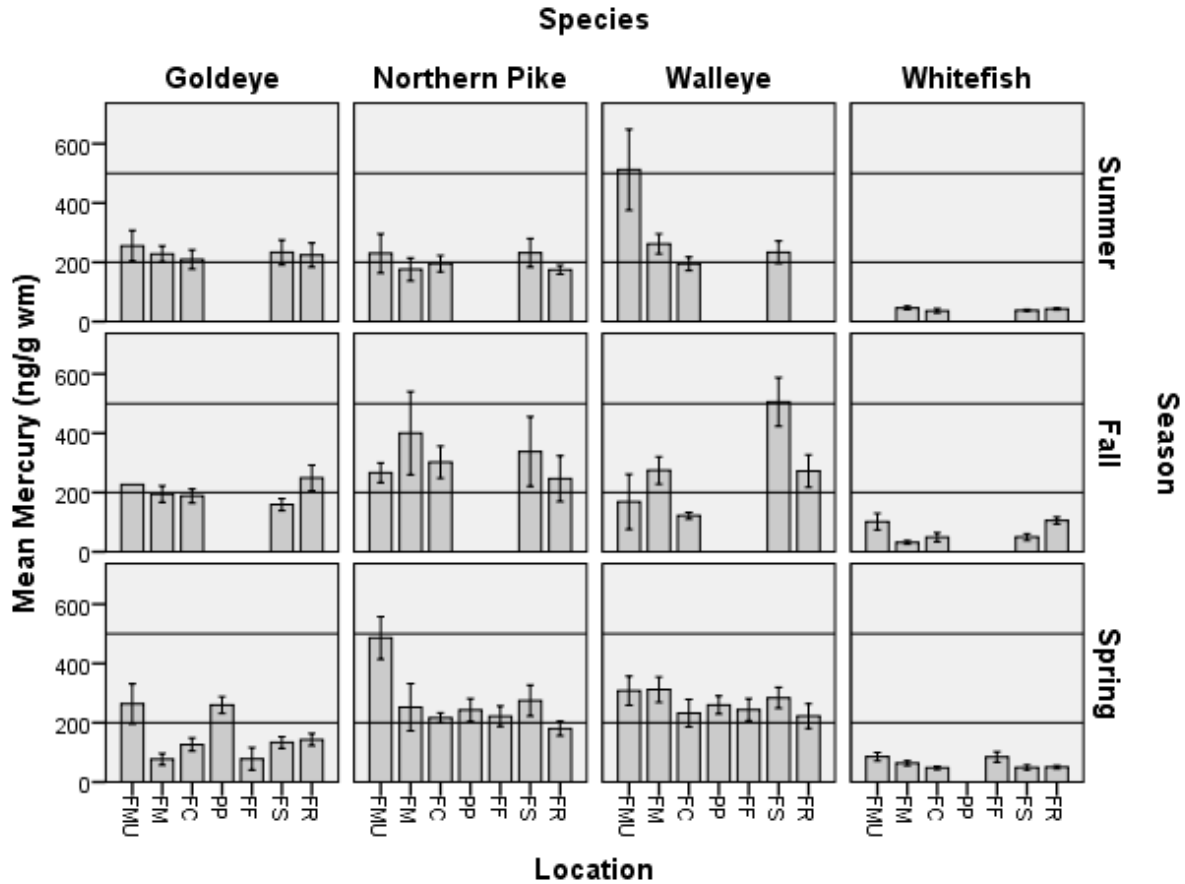 Species
Goldeye Northern Pike Walleye Whitefish
Mean Mercury (ng/g wm)
600
400
200
0
Summer
600
400
200
0
Fall
Season
600
400
200
0
Spring
FMU FM FC PP FF FS FR FMU FM FC PP FF FS FR FMU FM FC PP FF FS FR FMU FM FC PP FF FS FR
Location